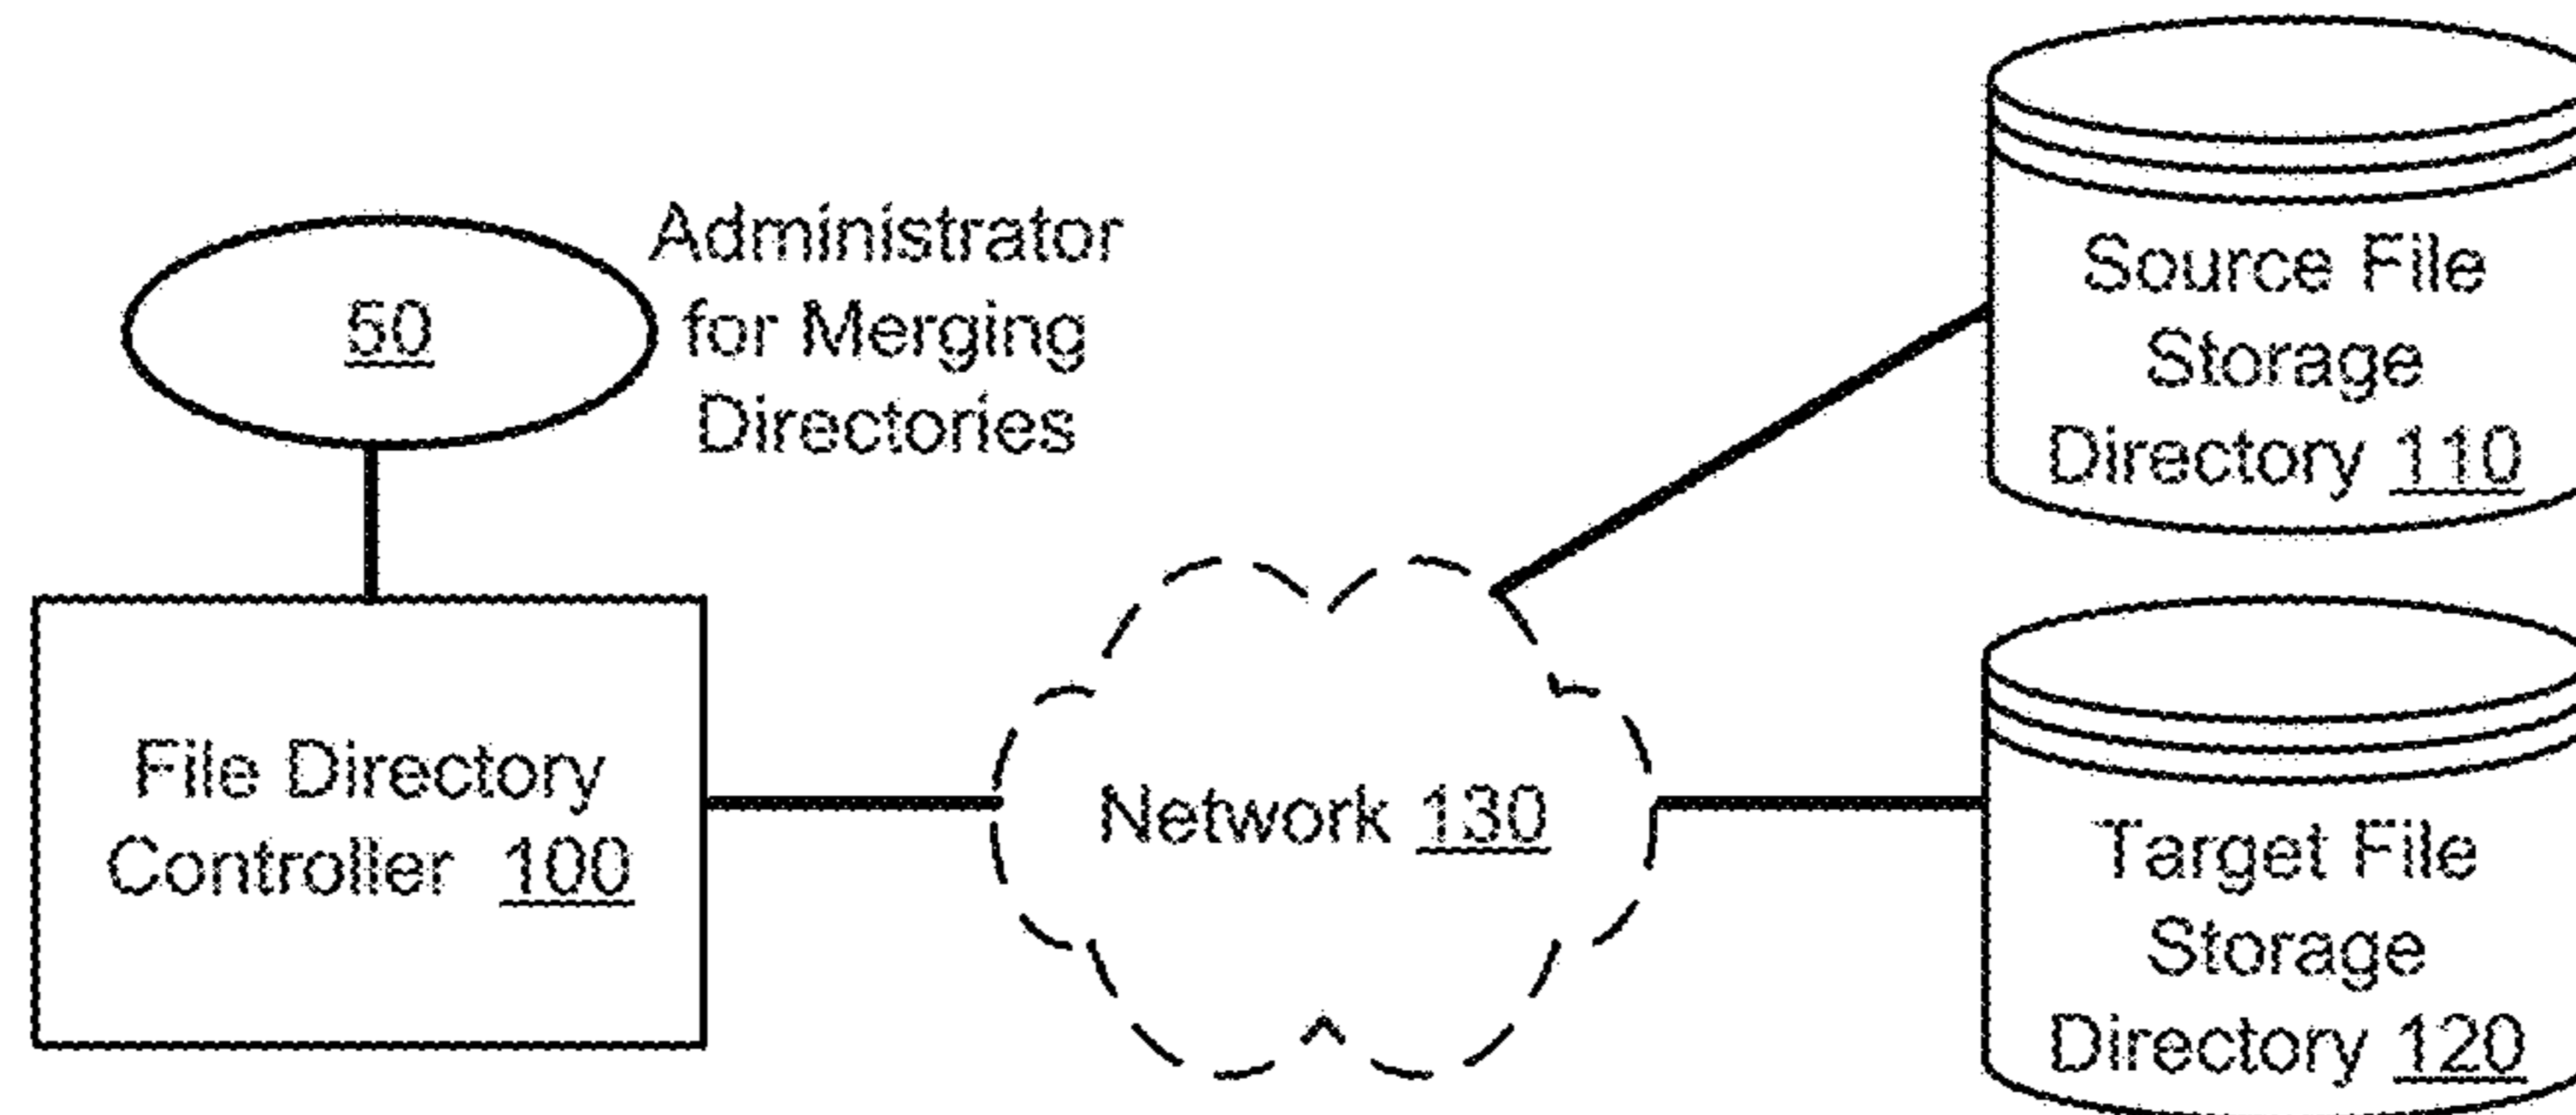 50
Administrator
for Merging
Directories
File Directory
Controller 100
Network 130
Source File
Storage
Directory 110
Target File
Storage
Directory 120